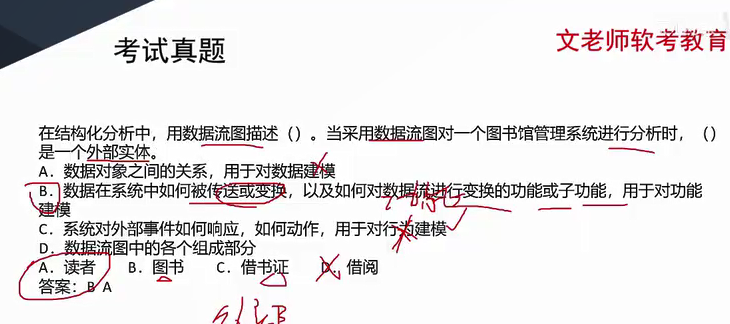 考试真题
文老师软考教育
在结构化分析中，用数据流图描述（）。当采用数据流图对一个图书馆管理系统进行分析时，（）
是一个外部实体。
A．数据对象之间的关系，用于对数据建模
B．数据在系统中如何被传送或变换，以及如何对数据流进行变换的功能或子功能，用于对功能
建模
C．系统对外部事件如何响应，如何动作，用于对行为建模
D．数据流图中的各个组成部分
A．读者 B．图书 C．借书证 D．借阅
答案：B A